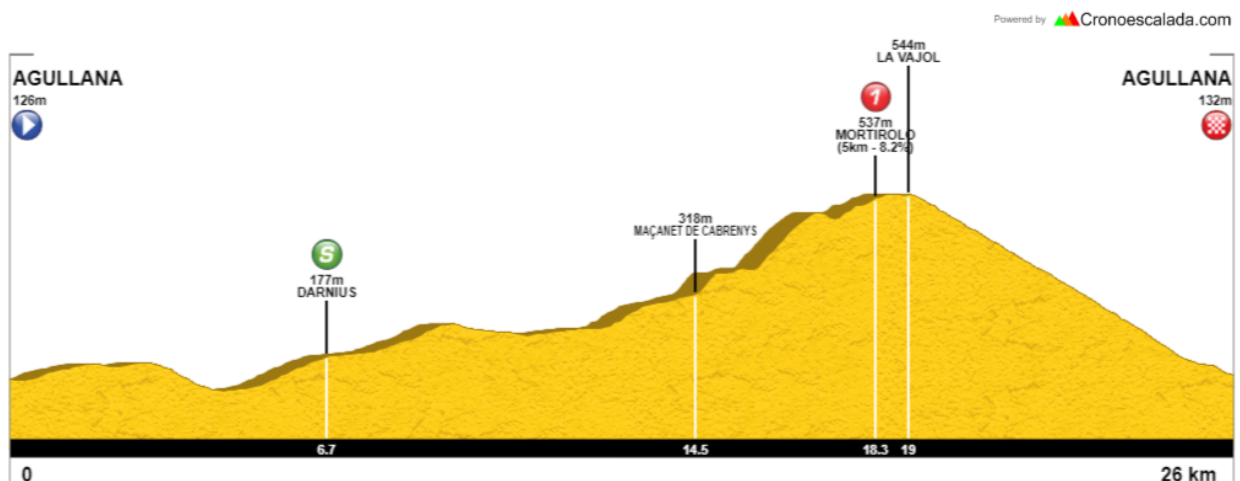 Powered by Cronoescalada.com
AGULLANA
126m
S
177m
DARNIUS
318m
MAÇANET DE CABRENYS
1
537m
MORTIROLO
(5km - 8.2%)
544m
LA VAJOL
AGULLANA
132m
6.7
14.5
18.3
19
0
26 km